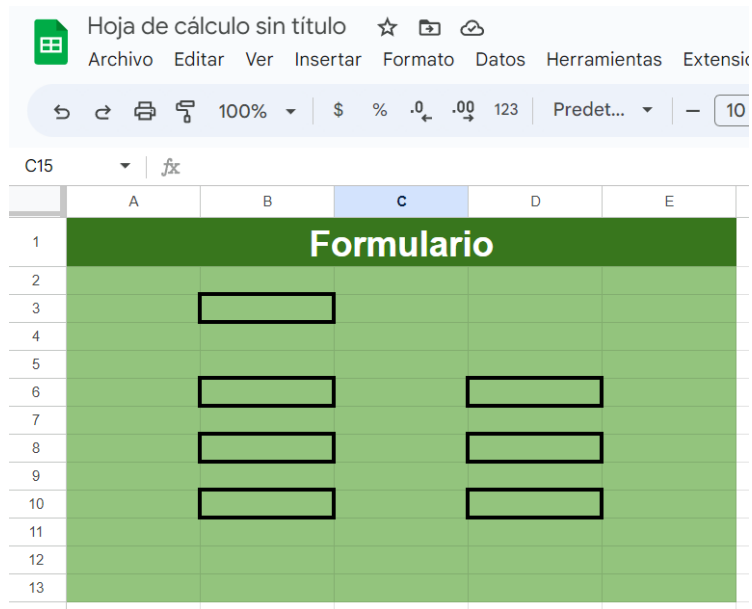 Hoja de cálculo sin título
Archivo Editar Ver Insertar Formato Datos Herramientas Extensio
100% $ % .0 .00 123 Predet... 10
C15 fx
A B C D E
1 Formulario
2
3
4
5
6
7
8
9
10
11
12
13